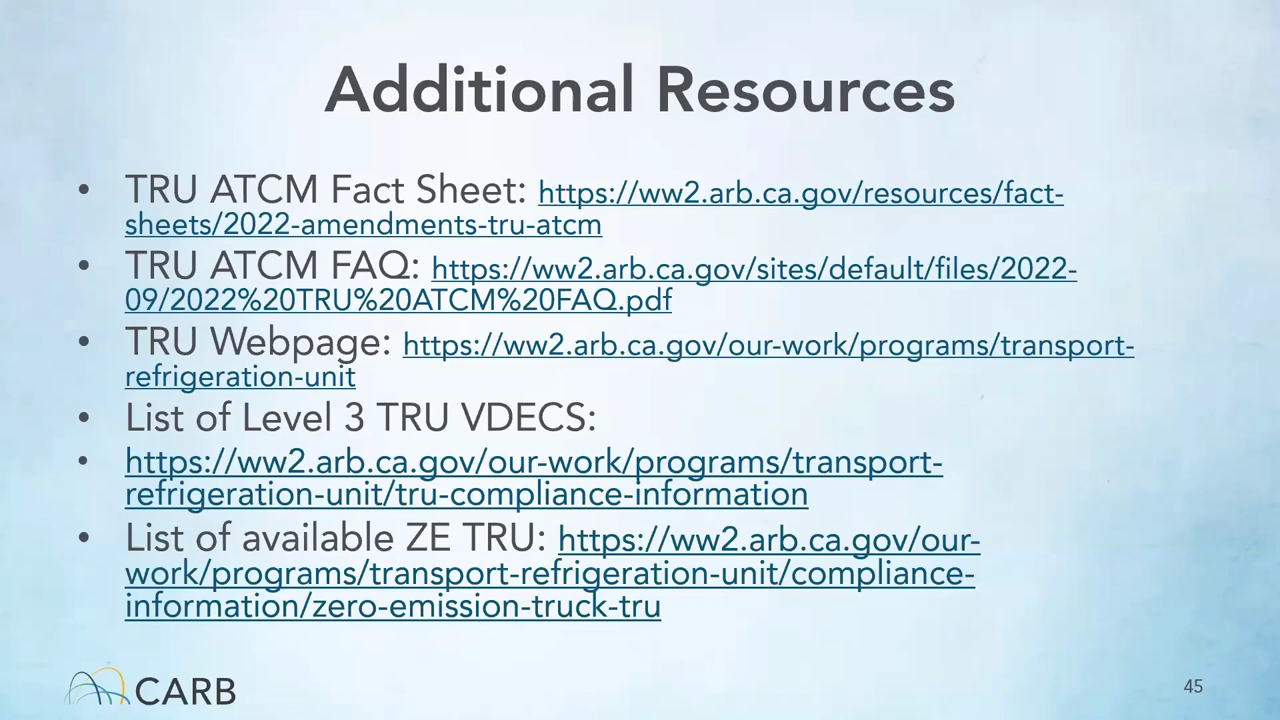 Additional Resources
• TRU ATCM Fact Sheet: https://ww2.arb.ca.gov/resources/fact-
sheets/2022-amendments-tru-atcm
• TRU ATCM FAQ: https://ww2.arb.ca.gov/sites/default/files/2022-
09/2022%20TRU%20ATCM%20FAQ.pdf
• TRU Webpage: https://ww2.arb.ca.gov/our-work/programs/transport-
refrigeration-unit
• List of Level 3 TRU VDECS:
• https://ww2.arb.ca.gov/our-work/programs/transport-
refrigeration-unit/tru-compliance-information
• List of available ZE TRU: https://ww2.arb.ca.gov/our-
work/programs/transport-refrigeration-unit/compliance-
information/zero-emission-truck-tru
CARB
45